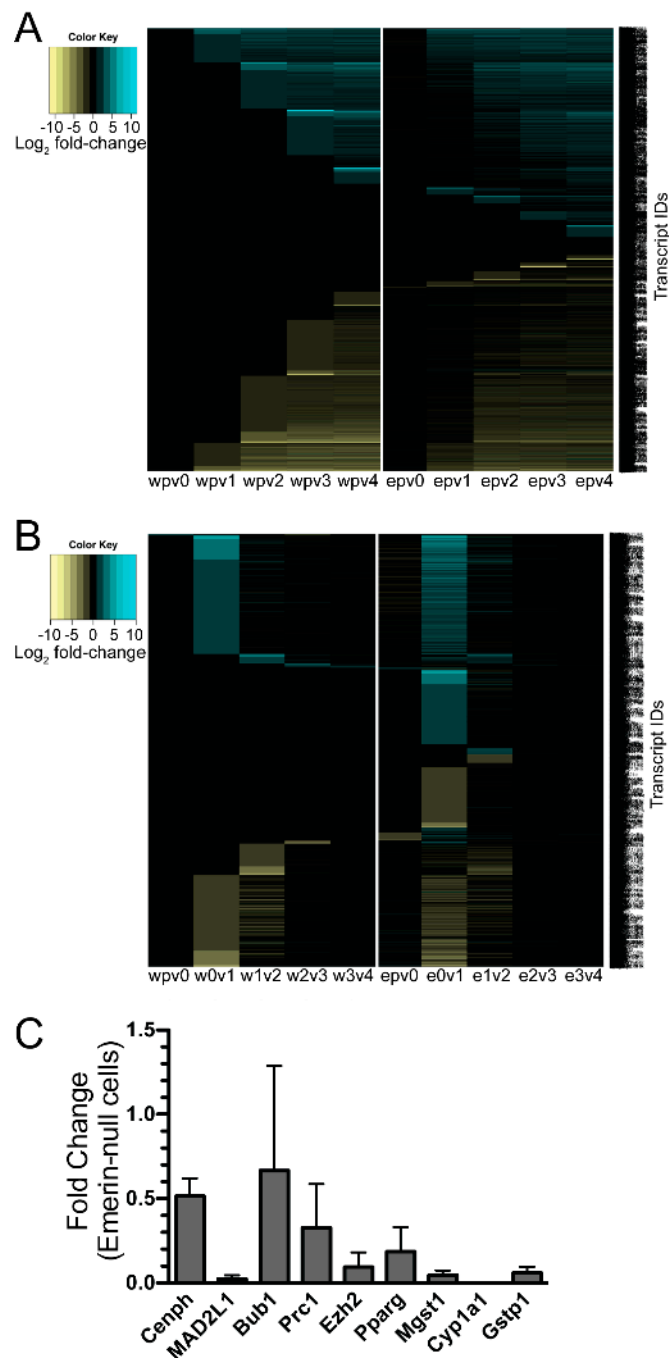 A
Color Key
-10 -5 0 5 10
Log2 fold-change
Transcript IDs
wpv0 wpv1 wpv2 wpv3 wpv4 epv0 epv1 epv2 epv3 epv4
B
Color Key
-10 -5 0 5 10
Log2 fold-change
Transcript IDs
wpv0 w0v1 w1v2 w2v3 w3v4 epv0 e0v1 e1v2 e2v3 e3v4
C
Fold Change
(Emerin-null cells)
1.5
1.0
0.5
0.0
Cenph
MAD2L1
Bub1
Prc1
Ezh2
Pparg
Mgst1
Cyp1a1
Gstp1